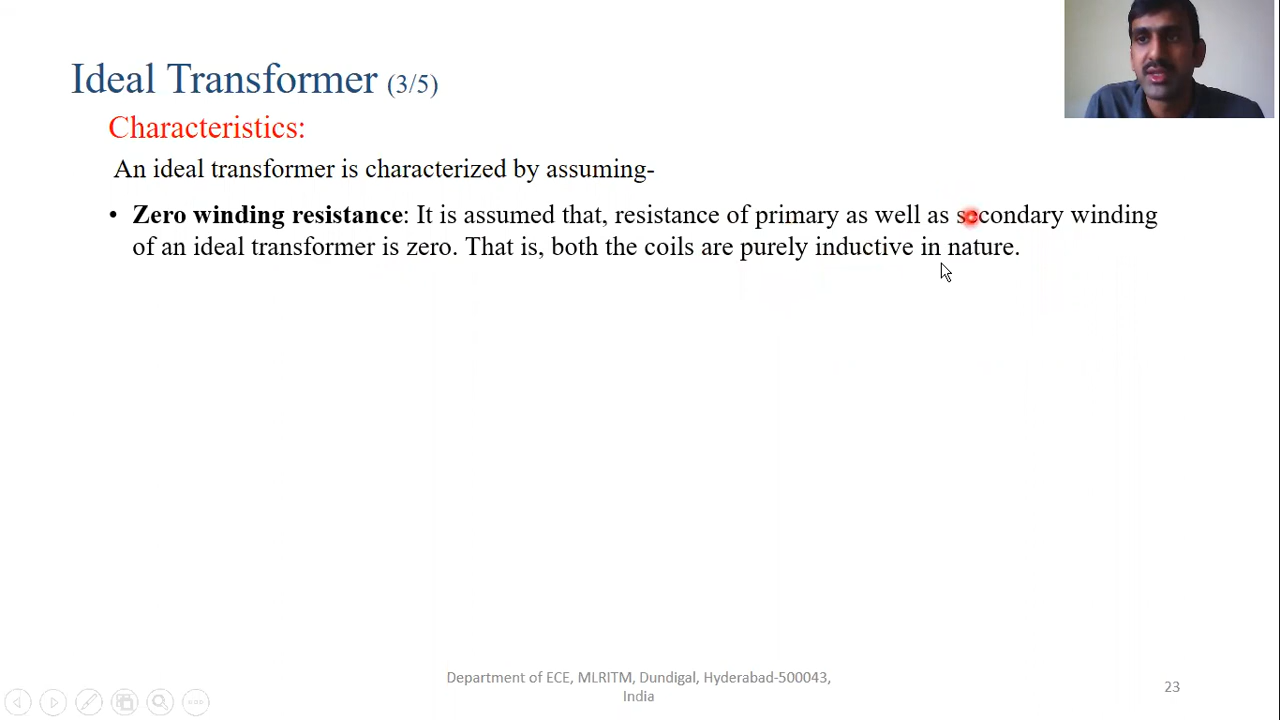 Ideal Transformer (3/5)
Characteristics:
An ideal transformer is characterized by assuming-
• Zero winding resistance: It is assumed that, resistance of primary as well as secondary winding
of an ideal transformer is zero. That is, both the coils are purely inductive in nature.
Department of ECE, MLRITM, Dundigal, Hyderabad-500043,
India
23